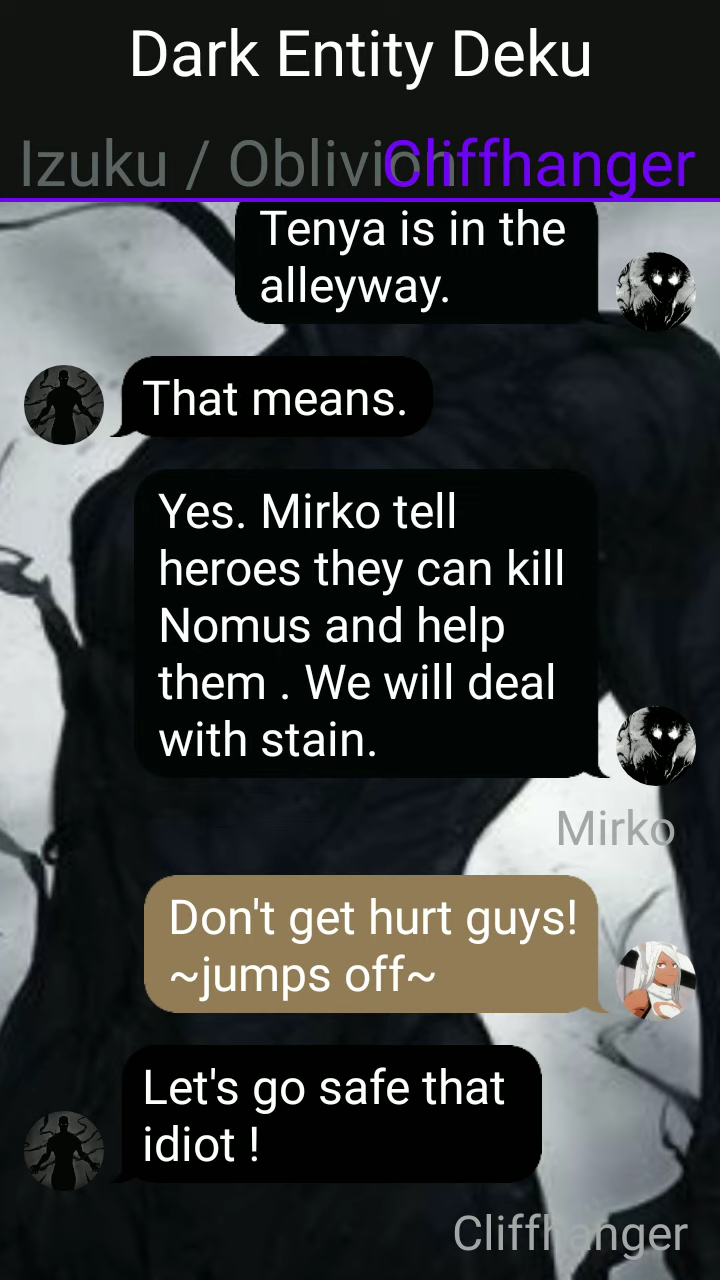 Dark Entity Deku
Izuku / Oblivion
Cliffhanger
Tenya is in the
alleyway.
That means.
Yes. Mirko tell
heroes they can kill
Nomus and help
them . We will deal
with stain.
Mirko
Don't get hurt guys!
~jumps off~
Let's go safe that
idiot !
Cliffhanger